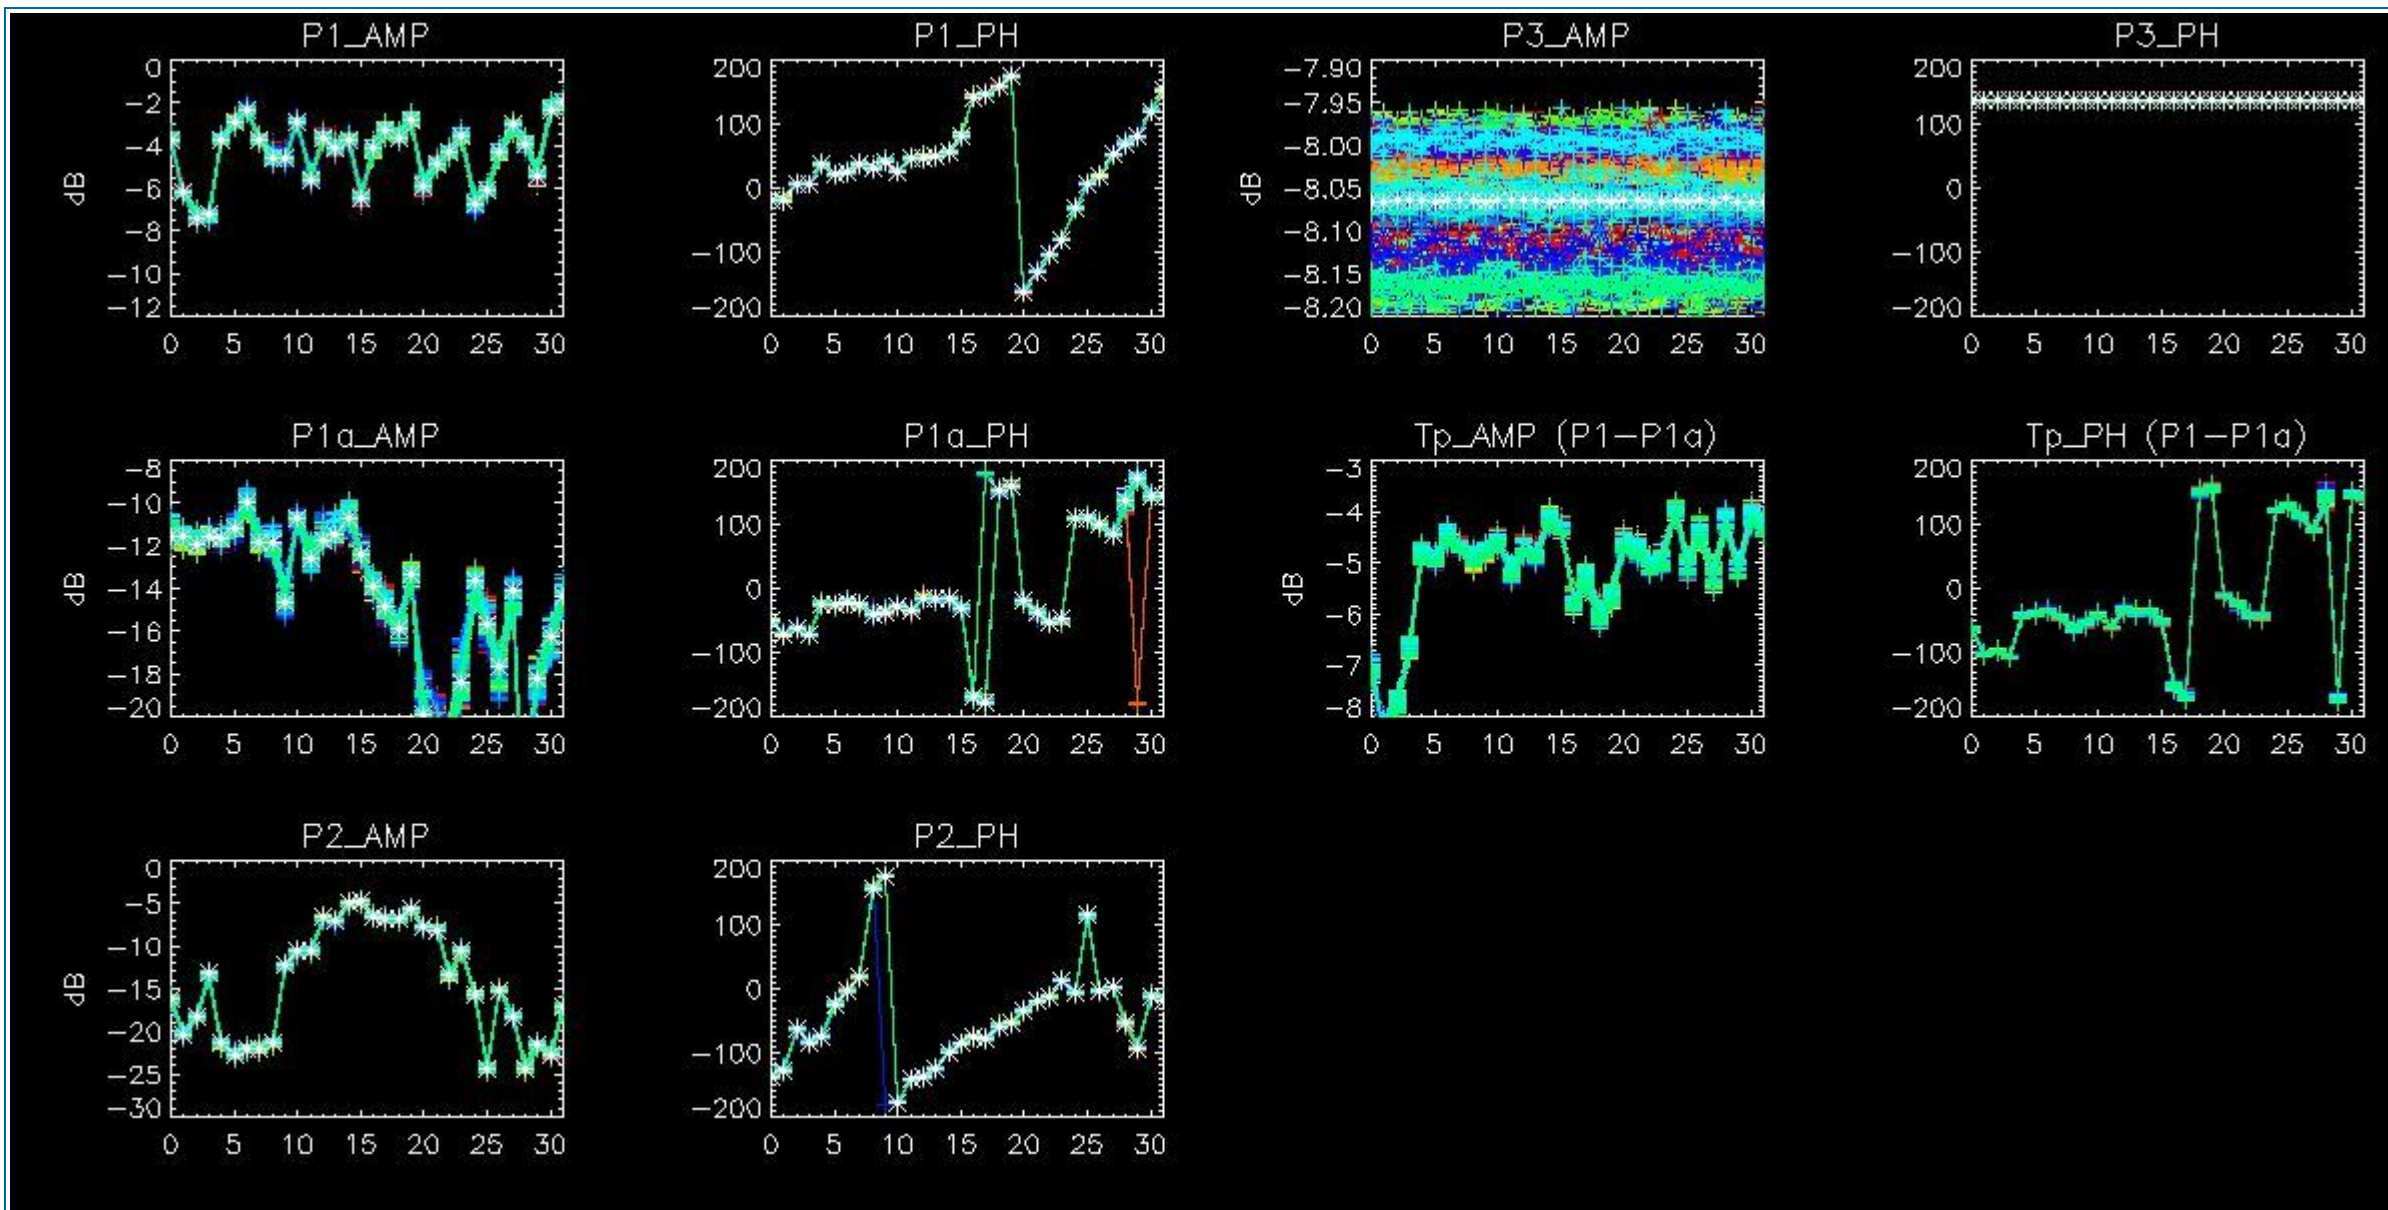 P1_AMP P1_PH P3_AMP P3_PH
0 200 -7.90 200
-2 100 -7.95 100
-4 0 -8.00 0
-6 -100 -8.05 -100
-8 -200 -8.10 -200
-10 -8.15
-12 -8.20
dB dB
0 5 10 15 20 25 30 0 5 10 15 20 25 30 0 5 10 15 20 25 30 0 5 10 15 20 25 30
P1a_AMP P1a_PH Tp_AMP (P1-P1a) Tp_PH (P1-P1a)
-8 200 -3 200
-10 100 -4 100
-12 0 -5 0
-14 -100 -6 -100
-16 -200 -7 -200
-18 -8
-20
dB dB
0 5 10 15 20 25 30 0 5 10 15 20 25 30 0 5 10 15 20 25 30 0 5 10 15 20 25 30
P2_AMP P2_PH
0 200
-5 100
-10 0
-15 -100
-20 -200
-25
-30
dB
0 5 10 15 20 25 30 0 5 10 15 20 25 30